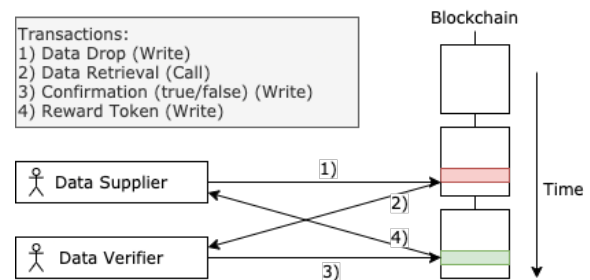 Blockchain
Transactions:
1) Data Drop (Write)
2) Data Retrieval (Call)
3) Confirmation (true/false) (Write)
4) Reward Token (Write)
1)
Data Supplier
Time
2)
4)
Data Verifier
3)